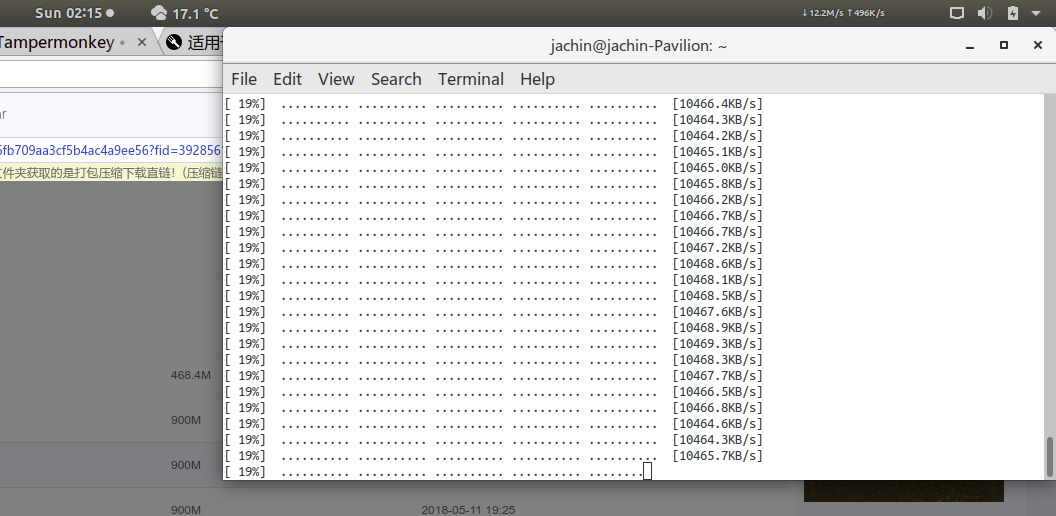 Sun 02:15
17.1 °C
↓12.2M/s ↑496K/s
Tampermonkey
适用
jachin@jachin-Pavilion: ~
File Edit View Search Terminal Help
5fb709aa3cf5b4ac4a9ee56?fid=392856
文件夹获取的是打包压缩下载直链!(压缩链
[ 19%] .......... .......... .......... .......... .......... [10466.4KB/s]
[ 19%] .......... .......... .......... .......... .......... [10464.3KB/s]
[ 19%] .......... .......... .......... .......... .......... [10464.2KB/s]
[ 19%] .......... .......... .......... .......... .......... [10465.1KB/s]
[ 19%] .......... .......... .......... .......... .......... [10465.0KB/s]
[ 19%] .......... .......... .......... .......... .......... [10465.8KB/s]
[ 19%] .......... .......... .......... .......... .......... [10466.2KB/s]
[ 19%] .......... .......... .......... .......... .......... [10466.7KB/s]
[ 19%] .......... .......... .......... .......... .......... [10466.7KB/s]
[ 19%] .......... .......... .......... .......... .......... [10467.2KB/s]
[ 19%] .......... .......... .......... .......... .......... [10468.6KB/s]
[ 19%] .......... .......... .......... .......... .......... [10468.1KB/s]
[ 19%] .......... .......... .......... .......... .......... [10468.5KB/s]
[ 19%] .......... .......... .......... .......... .......... [10467.6KB/s]
[ 19%] .......... .......... .......... .......... .......... [10468.9KB/s]
[ 19%] .......... .......... .......... .......... .......... [10469.3KB/s]
[ 19%] .......... .......... .......... .......... .......... [10468.3KB/s]
[ 19%] .......... .......... .......... .......... .......... [10467.7KB/s]
[ 19%] .......... .......... .......... .......... .......... [10466.5KB/s]
[ 19%] .......... .......... .......... .......... .......... [10466.8KB/s]
[ 19%] .......... .......... .......... .......... .......... [10464.6KB/s]
[ 19%] .......... .......... .......... .......... .......... [10464.3KB/s]
[ 19%] .......... .......... .......... .......... .......... [10465.7KB/s]
[ 19%] .......... .......... .......... .......... ........
468.4M
900M
900M
900M 2018-05-11 19:25